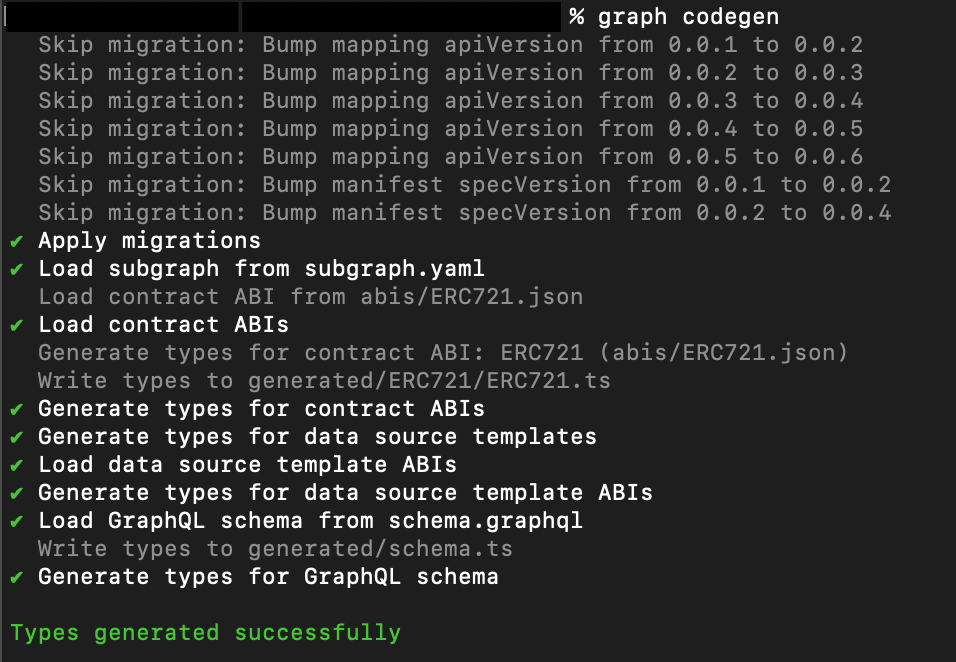 % graph codegen
Skip migration: Bump mapping apiVersion from 0.0.1 to 0.0.2
Skip migration: Bump mapping apiVersion from 0.0.2 to 0.0.3
Skip migration: Bump mapping apiVersion from 0.0.3 to 0.0.4
Skip migration: Bump mapping apiVersion from 0.0.4 to 0.0.5
Skip migration: Bump mapping apiVersion from 0.0.5 to 0.0.6
Skip migration: Bump manifest specVersion from 0.0.1 to 0.0.2
Skip migration: Bump manifest specVersion from 0.0.2 to 0.0.4
✔ Apply migrations
✔ Load subgraph from subgraph.yaml
Load contract ABI from abis/ERC721.json
✔ Load contract ABIs
Generate types for contract ABI: ERC721 (abis/ERC721.json)
Write types to generated/ERC721/ERC721.ts
✔ Generate types for contract ABIs
✔ Generate types for data source templates
✔ Load data source template ABIs
✔ Generate types for data source template ABIs
✔ Load GraphQL schema from schema.graphql
Write types to generated/schema.ts
✔ Generate types for GraphQL schema
Types generated successfully